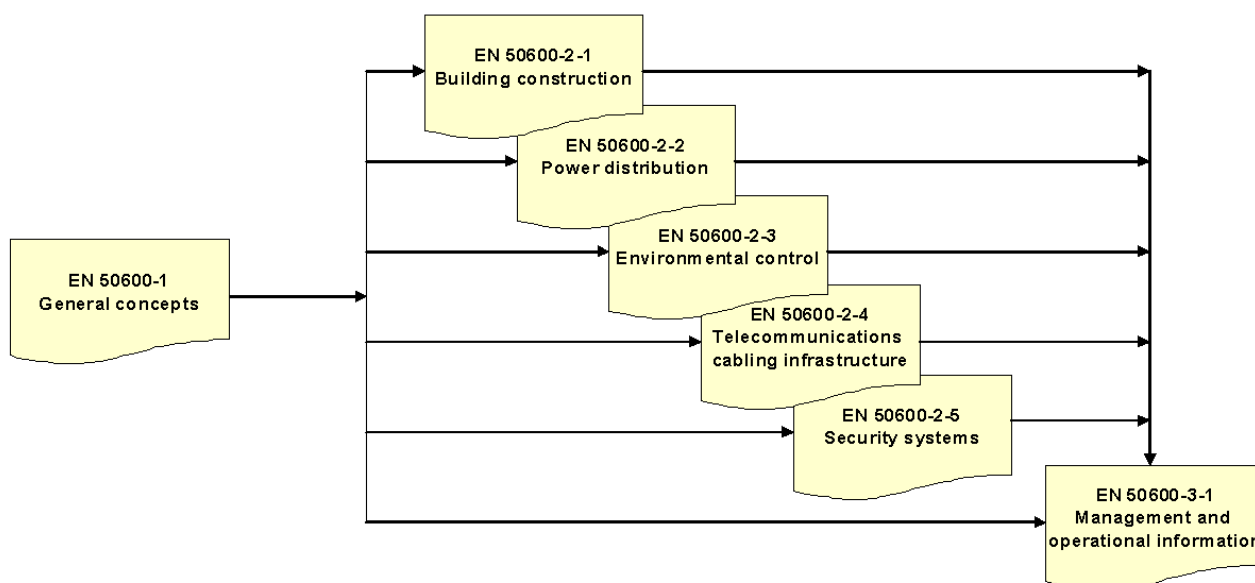 EN 50600-2-1
Building construction
EN 50600-2-2
Power distribution
EN 50600-2-3
Environmental control
EN 50600-1
General concepts
EN 50600-2-4
Telecommunications
cabling infrastructure
EN 50600-2-5
Security systems
EN 50600-3-1
Management and
operational information